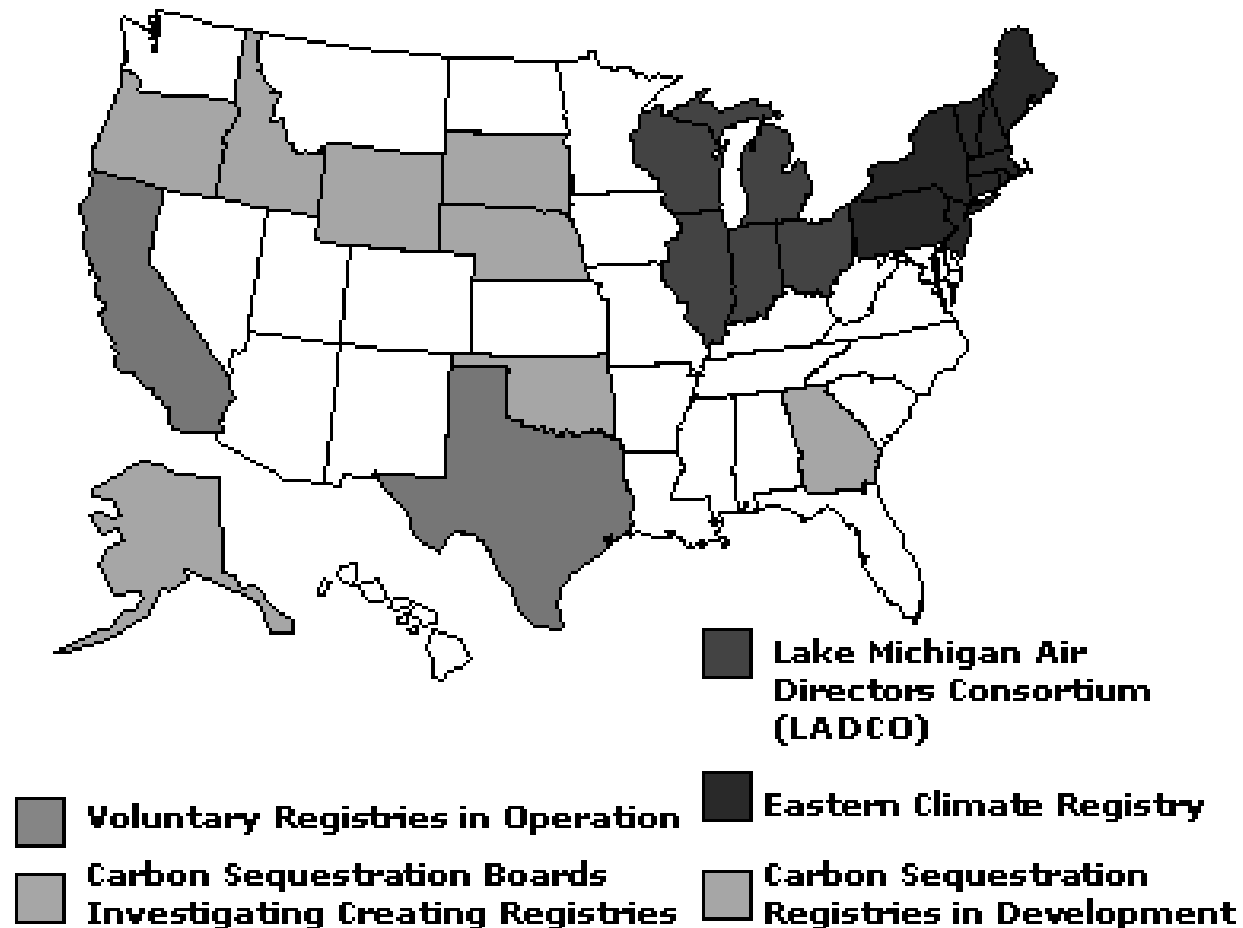 Lake Michigan Air
Directors Consortium
(LADCO)
Voluntary Registries in Operation
Eastern Climate Registry
Carbon Sequestration Boards
Investigating Creating Registries
Carbon Sequestration
Registries in Development